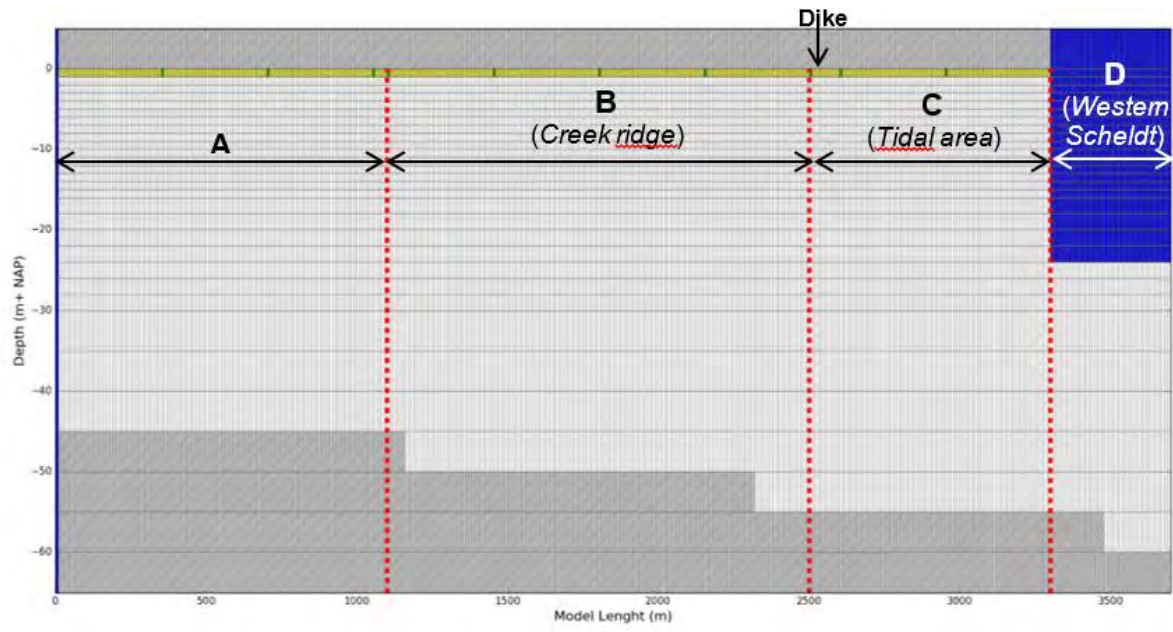 Dike
0
−10
−20
−30
−40
−50
−60
Depth (m+ NAP)
A
B
(Creek ridge)
C
(Tidal area)
D
(Western
Scheldt)
0 500 1000 1500 2000 2500 3000 3500
Model Lenght (m)